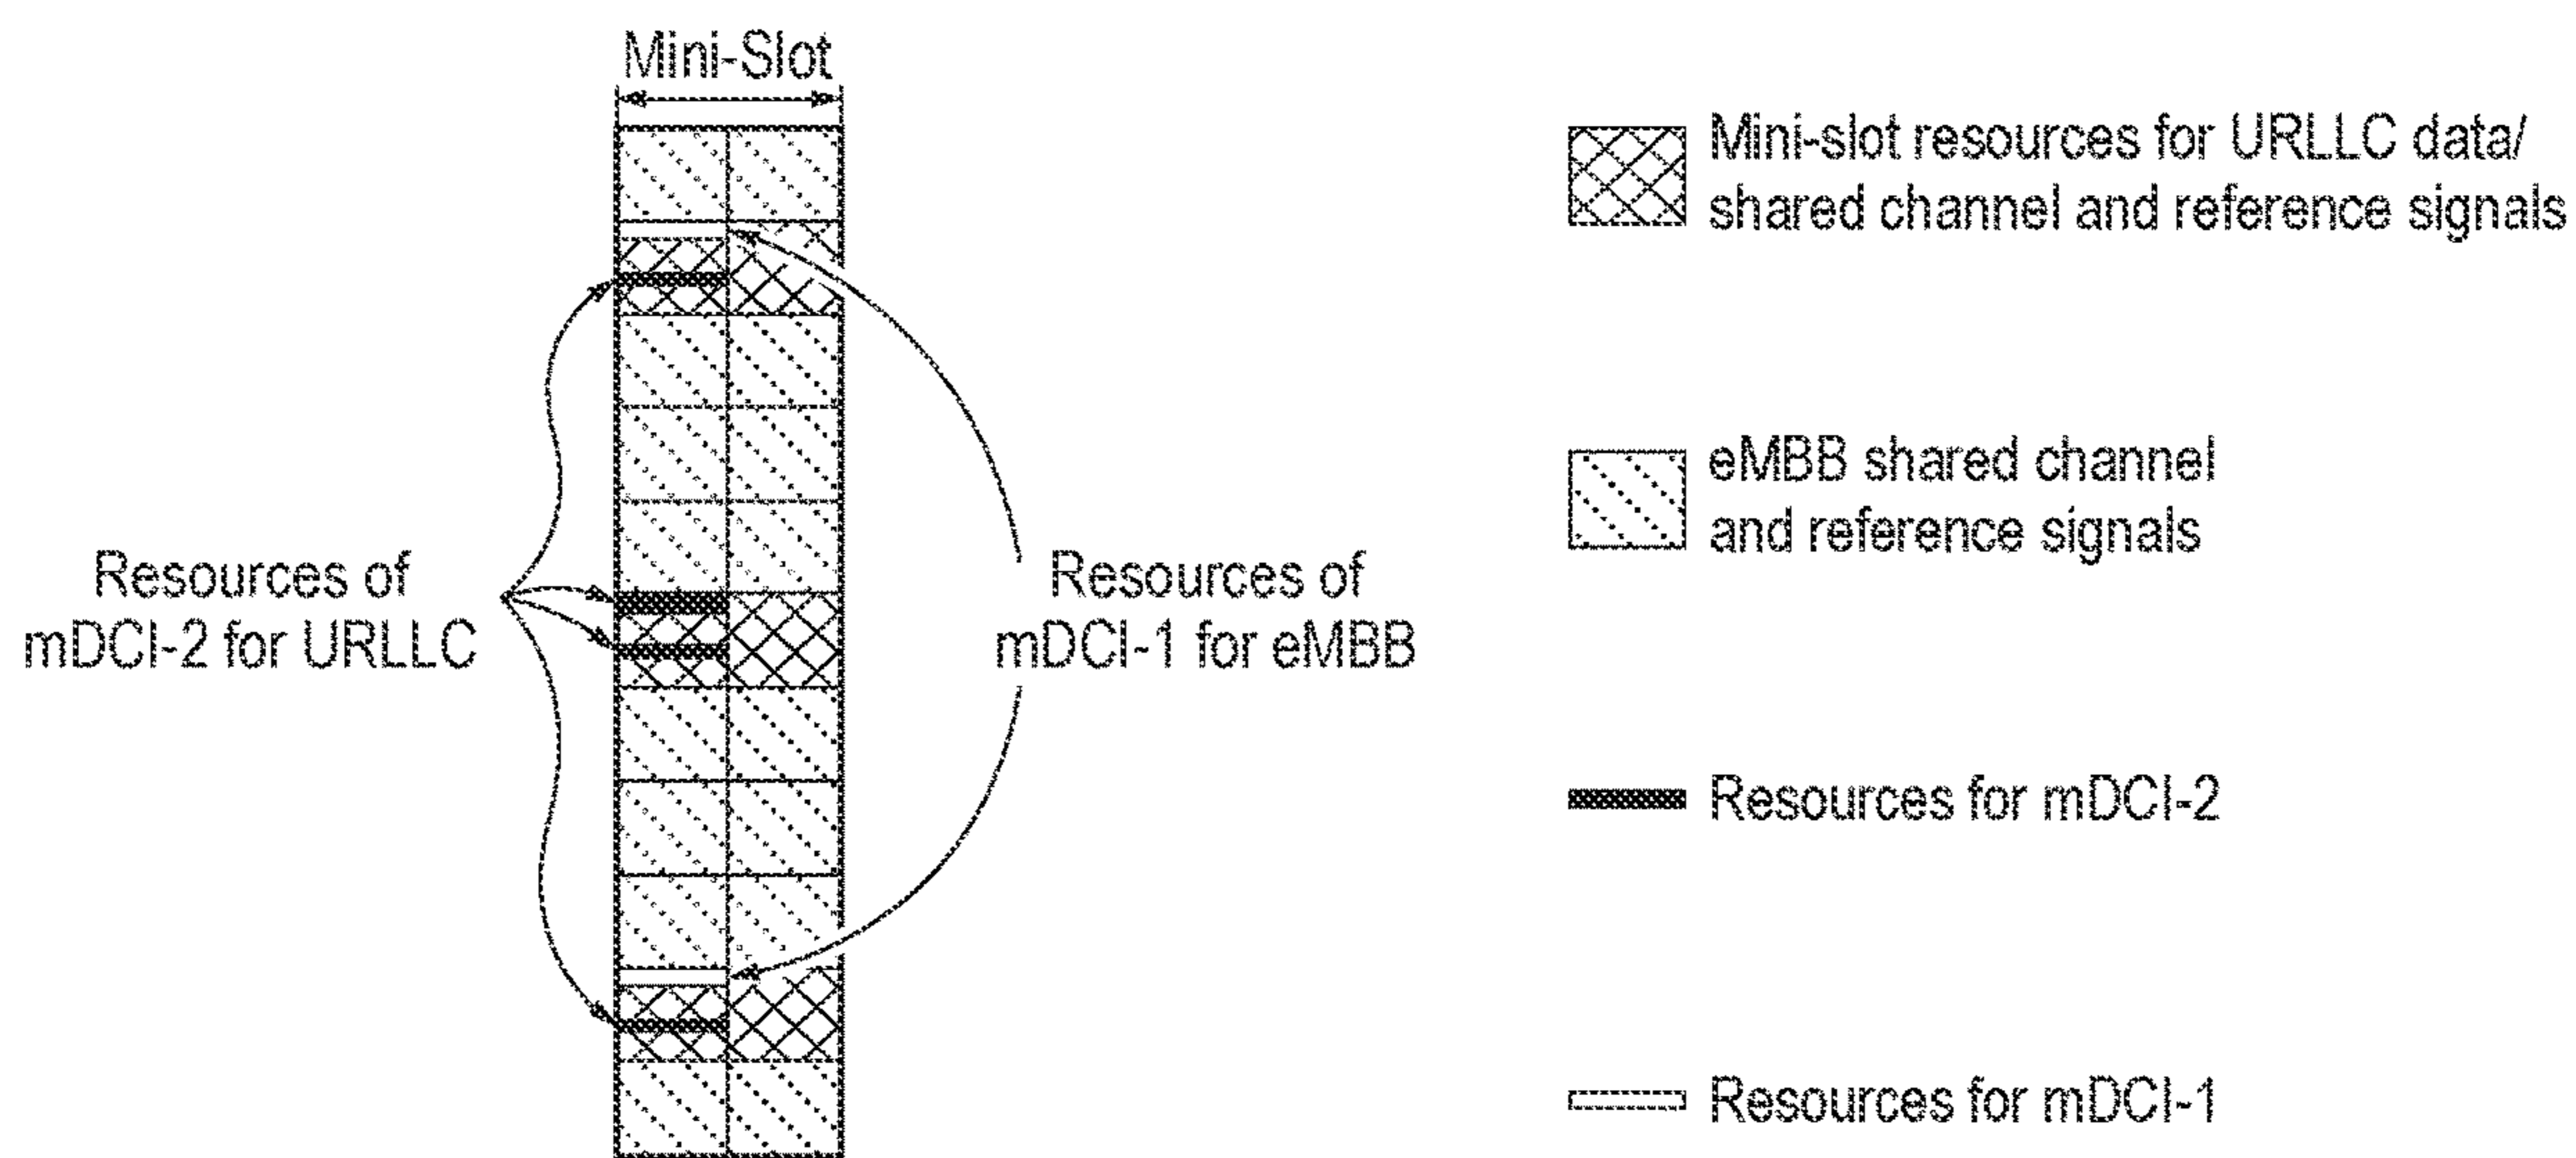 Mini-Slot
Resources of
mDCI-2 for URLLC
Resources of
mDCI-1 for eMBB
Mini-slot resources for URLLC data/
shared channel and reference signals
eMBB shared channel
and reference signals
Resources for mDCI-2
Resources for mDCI-1